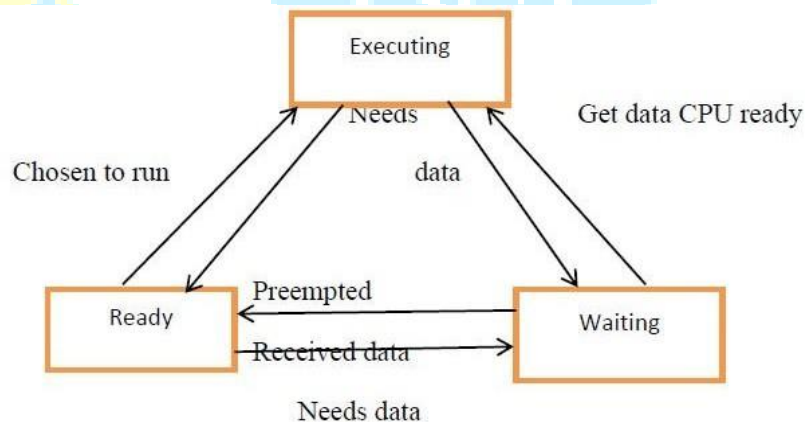 Executing
Needs
Get data CPU ready
Chosen to run
data
Preempted
Ready
Waiting
Received data
Needs data